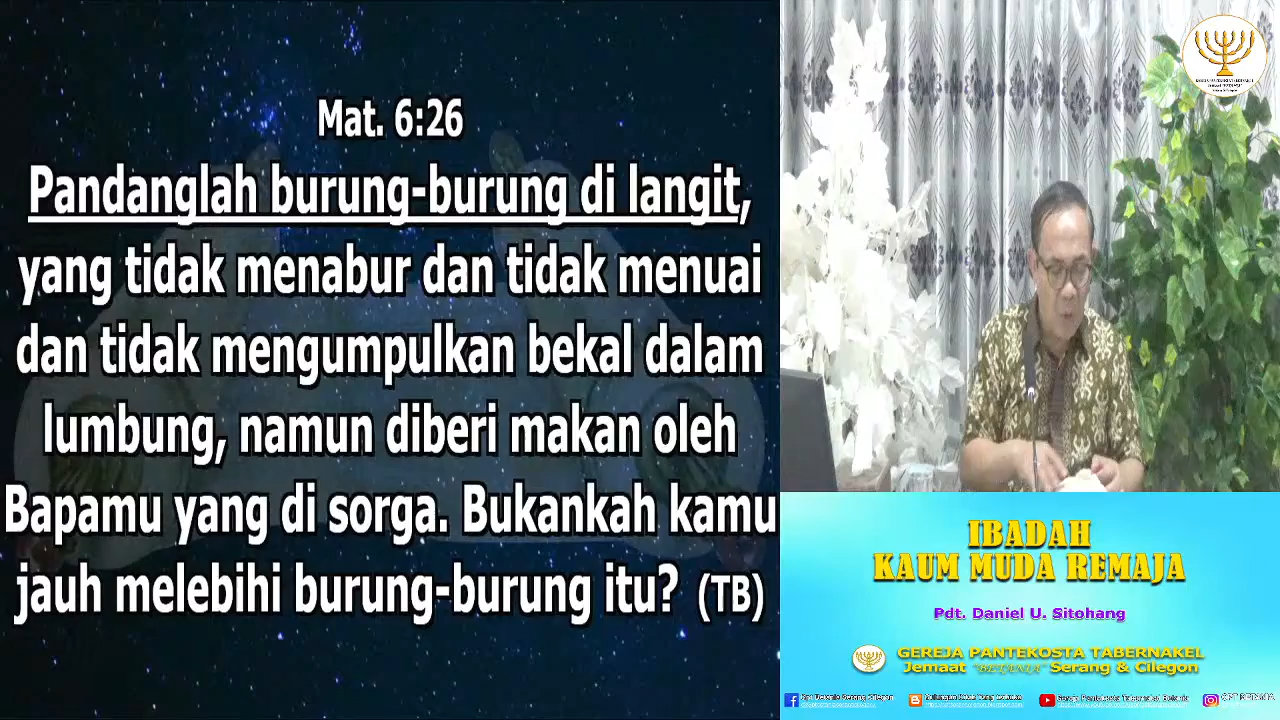 Mat. 6:26
Pandanglah burung-burung di langit,
yang tidak menabur dan tidak menuai
dan tidak mengumpulkan bekal dalam
lumbung, namun diberi makan oleh
Bapamu yang di sorga. Bukankah kamu
jauh melebihi burung-burung itu? (TB)
IBADAH
KAUM MUDA REMAJA
Pdt. Daniel U. Sitohang
GEREJA PANTEKOSTA TABERNAKEL
Jemaat "BETANIA" Serang & Cilegon